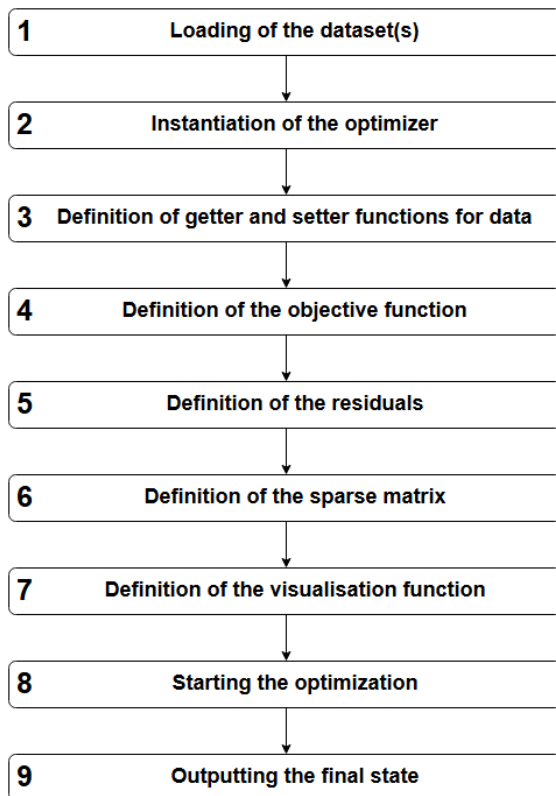 1 Loading of the dataset(s)
2 Instantiation of the optimizer
3 Definition of getter and setter functions for data
4 Definition of the objective function
5 Definition of the residuals
6 Definition of the sparse matrix
7 Definition of the visualisation function
8 Starting the optimization
9 Outputting the final state